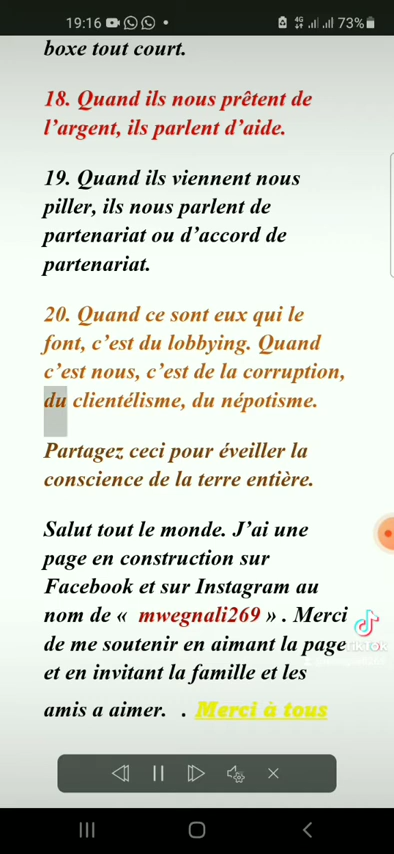 19:16
4G
73%
boxe tout court.
18. Quand ils nous prêtent de
l’argent, ils parlent d’aide.
19. Quand ils viennent nous
piller, ils nous parlent de
partenariat ou d’accord de
partenariat.
20. Quand ce sont eux qui le
font, c’est du lobbying. Quand
c’est nous, c’est de la corruption,
du clientélisme, du népotisme.
Partagez ceci pour éveiller la
conscience de la terre entière.
Salut tout le monde. J’ai une
page en construction sur
Facebook et sur Instagram au
nom de « mwegnali269 » . Merci
de me soutenir en aimant la page
et en invitant la famille et les
amis a aimer. . Merci à tous
TikTok